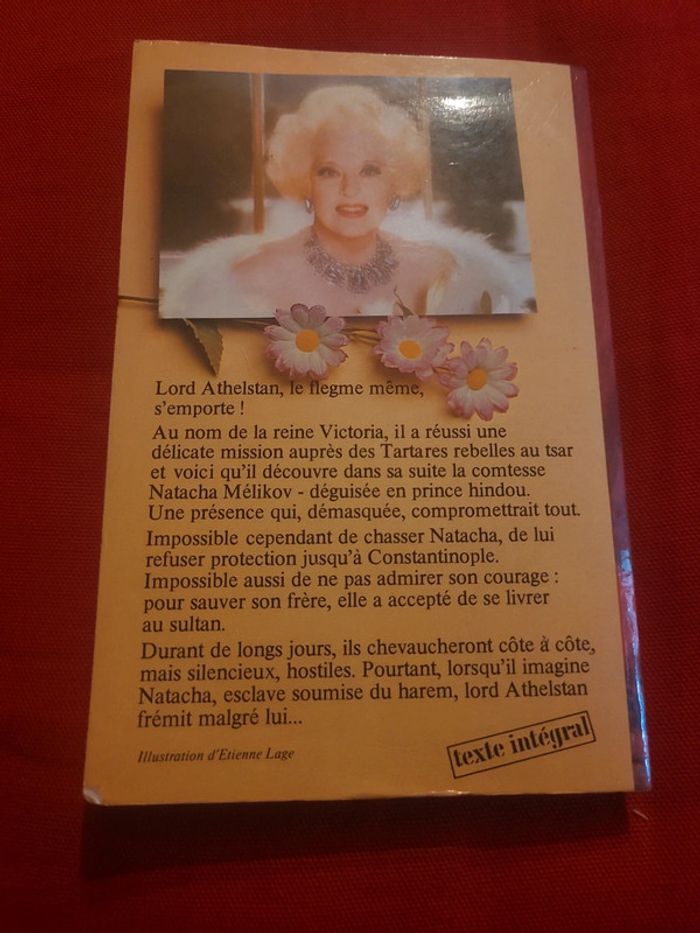 Lord Athelstan, le flegme même,
s'emporte !
Au nom de la reine Victoria, il a réussi une
délicate mission auprès des Tartares rebelles au tsar
et voici qu'il découvre dans sa suite la comtesse
Natacha Mélikov - déguisée en prince hindou.
Une présence qui, démasquée, compromettrait tout.
Impossible cependant de chasser Natacha, de lui
refuser protection jusqu'à Constantinople.
Impossible aussi de ne pas admirer son courage :
pour sauver son frère, elle a accepté de se livrer
au sultan.
Durant de longs jours, ils chevaucheront côte à côte,
mais silencieux, hostiles. Pourtant, lorsqu'il imagine
Natacha, esclave soumise du harem, lord Athelstan
frémit malgré lui...
Illustration d'Etienne Lage
texte intégral